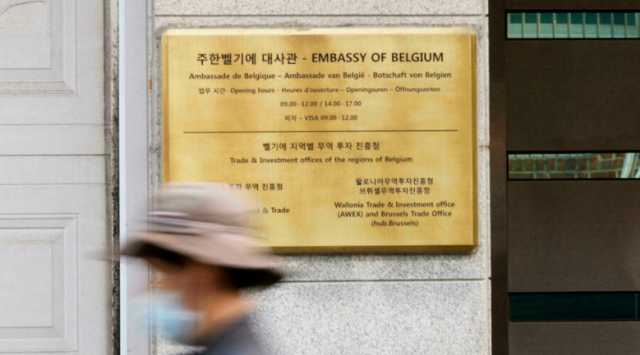 주한벨기에 대사관 - EMBASSY OF BELGIUM
Ambassade de Belgique – Ambassade van België - Botschaft von Belgien
업무 시간- Opening hours - Heures d'ouverture – Openingsuren – Öffnungszeiten
09.00 - 12.00 / 14.00 - 17.00
비자 – VISA 09.00 - 12.00
벨기에 지역별 무역 투자 진흥청
Trade & Investment offices of the regions of Belgium
무역 진흥청
& Trade
왈로니아무역투자진흥청
브뤼셀무역투자진흥청
Wallonia Trade & Investment office
(AWEX) and Brussels Trade Office
(hub.Brussels)